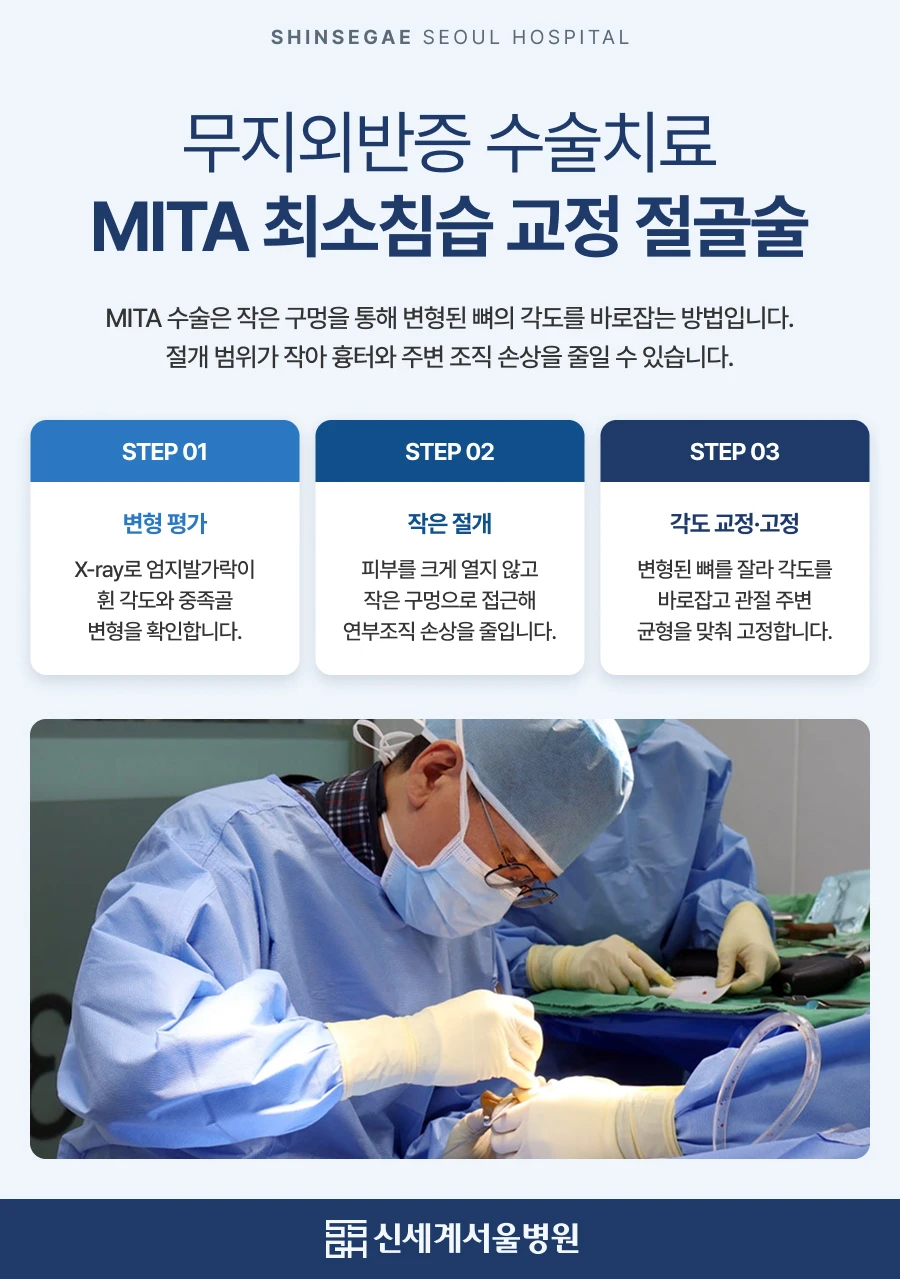 SHINSEGAE SEOUL HOSPITAL
무지외반증 수술치료
MITA 최소침습 교정 절골술
MITA 수술은 작은 구멍을 통해 변형된 뼈의 각도를 바로잡는 방법입니다.
절개 범위가 작아 흉터와 주변 조직 손상을 줄일 수 있습니다.
STEP 01
변형 평가
X-ray로 엄지발가락이
휜 각도와 중족골
변형을 확인합니다.
STEP 02
작은 절개
피부를 크게 열지 않고
작은 구멍으로 접근해
연부조직 손상을 줄입니다.
STEP 03
각도 교정·고정
변형된 뼈를 잘라 각도를
바로잡고 관절 주변
균형을 맞춰 고정합니다.
신세계서울병원